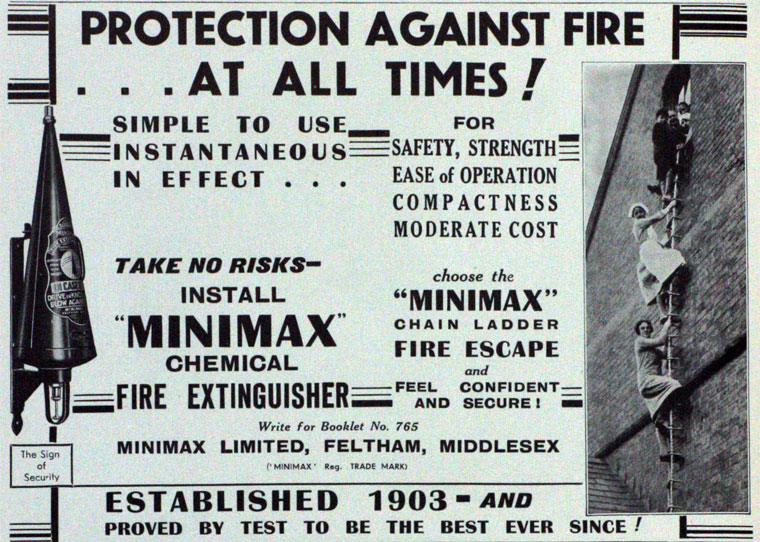 PROTECTION AGAINST FIRE
. . . AT ALL TIMES!
SIMPLE TO USE
INSTANTANEOUS
IN EFFECT . . .
FOR
SAFETY, STRENGTH
EASE of OPERATION
COMPACTNESS
MODERATE COST
TAKE NO RISKS—
INSTALL
"MINIMAX"
CHEMICAL
FIRE EXTINGUISHER
choose the
"MINIMAX"
CHAIN LADDER
FIRE ESCAPE
and
FEEL CONFIDENT
AND SECURE!
Write for Booklet No. 765
MINIMAX LIMITED, FELTHAM, MIDDLESEX
('MINIMAX' Reg. TRADE MARK)
The Sign
of
Security
ESTABLISHED 1903 - AND
PROVED BY TEST TO BE THE BEST EVER SINCE!